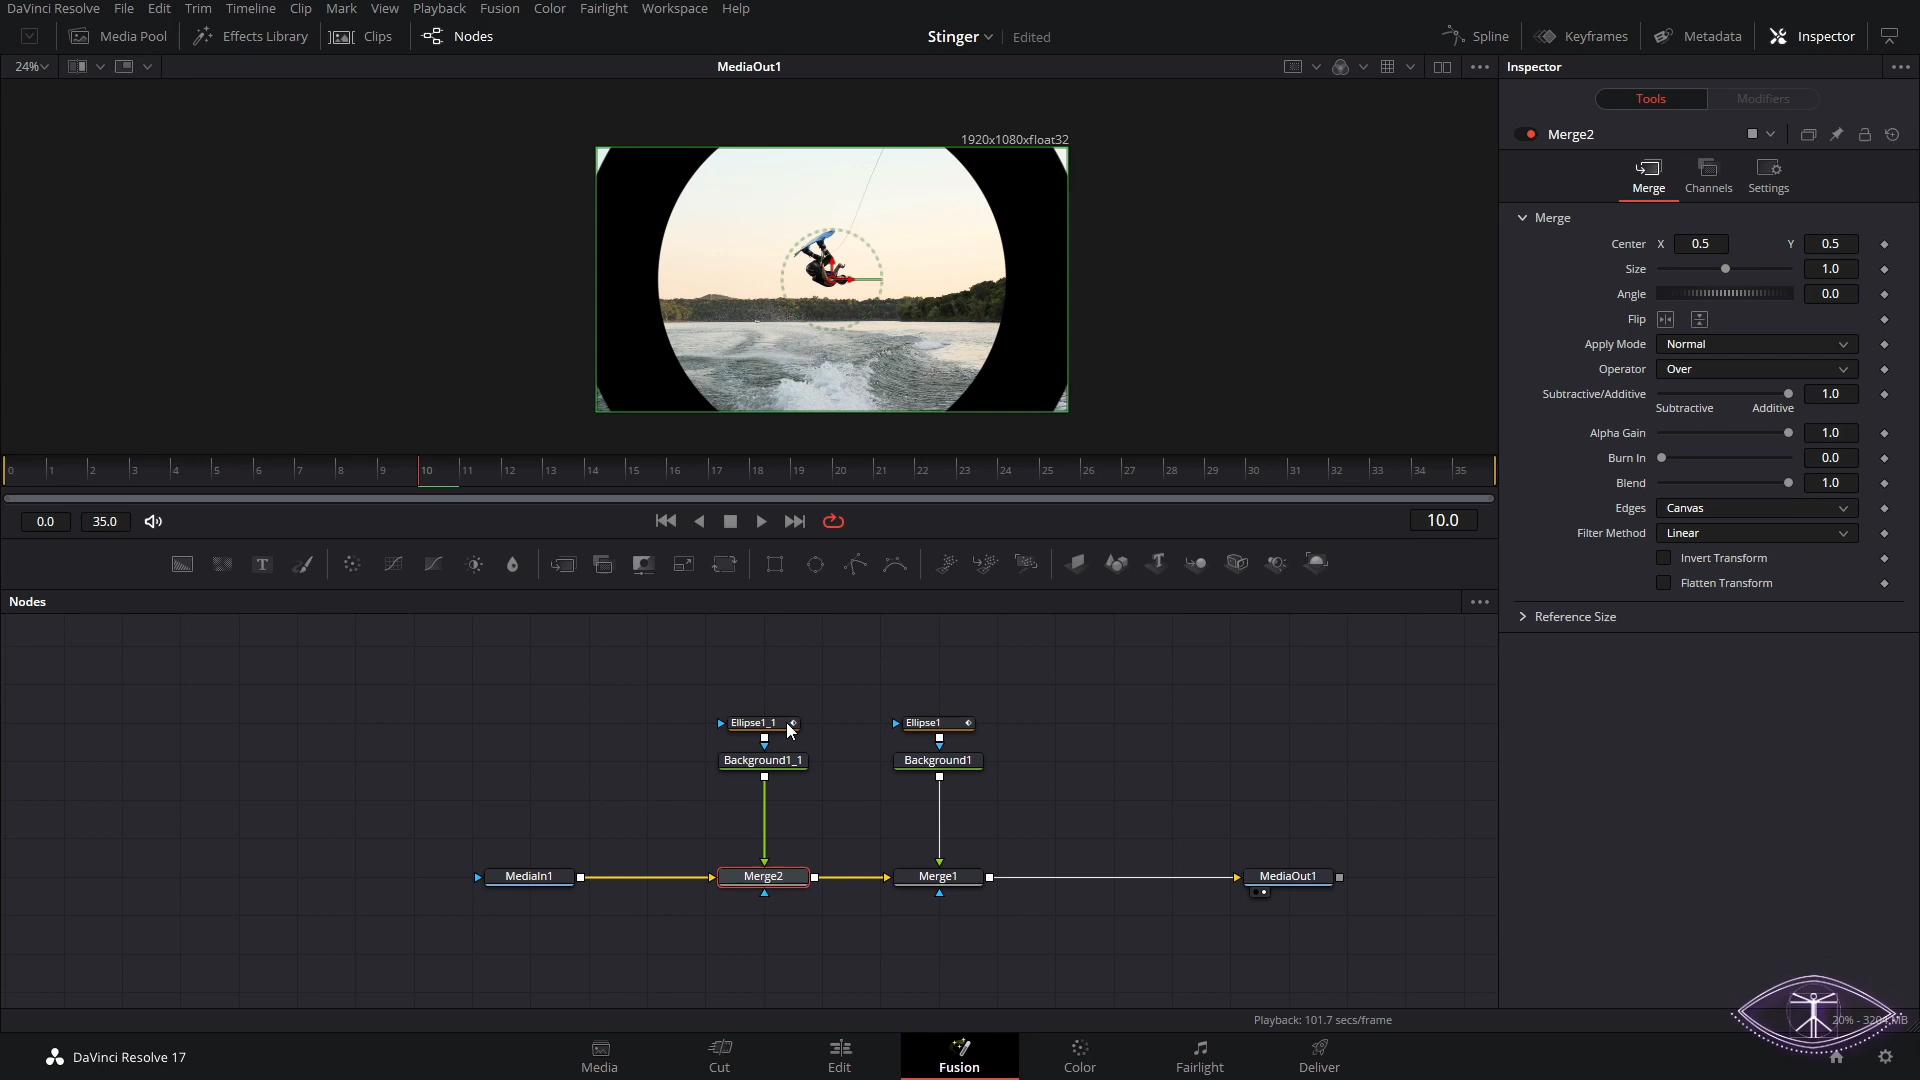 DaVinci Resolve File Edit Trim Timeline Clip Mark View Playback Fusion Color Fairlight Workspace Help
Media Pool Effects Library Clips Nodes Stinger Edited Spline Keyframes Metadata Inspector
24% MediaOut1 Inspector
Tools Modifiers
1920x1080xfloat32
Merge2
Merge Channels Settings
Merge
Center X 0.5 Y 0.5
Size 1.0
Angle 0.0
Flip
Apply Mode Normal
Operator Over
Subtractive/Additive 1.0
Subtractive Additive
Alpha Gain 1.0
Burn In 0.0
Blend 1.0
Edges Canvas
Filter Method Linear
Invert Transform
Flatten Transform
Reference Size
0 1 2 3 4 5 6 7 8 9 10 11 12 13 14 15 16 17 18 19 20 21 22 23 24 25 26 27 28 29 30 31 32 33 34 35
0.0 35.0 10.0
T T
Nodes
Ellipse1_1 Ellipse1
Background1_1 Background1
MediaIn1 Merge2 Merge1 MediaOut1
Playback: 101.7 secs/frame 20% - 3204 MB
DaVinci Resolve 17
Media Cut Edit Fusion Color Fairlight Deliver